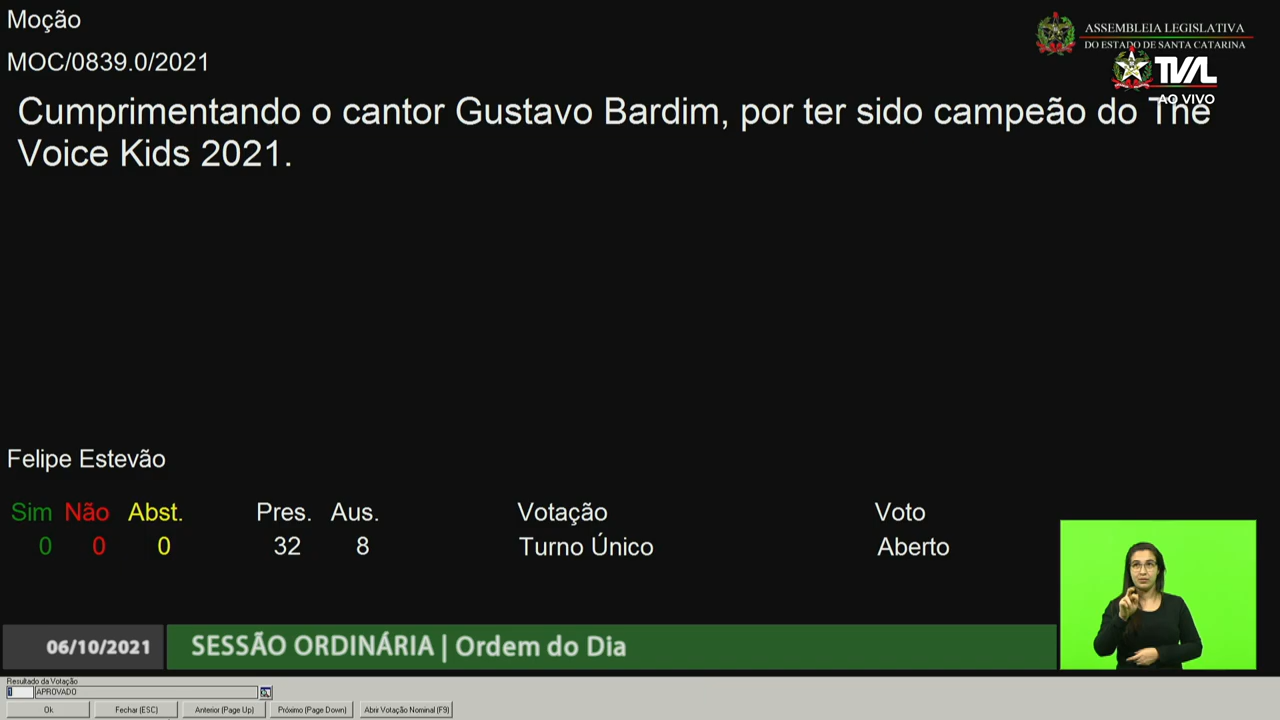 Moção
ASSEMBLEIA LEGISLATIVA
DO ESTADO DE SANTA CATARINA
MOC/0839.0/2021
TVAL
AO VIVO
Cumprimentando o cantor Gustavo Bardim, por ter sido campeão do The
Voice Kids 2021.
Felipe Estevão
Sim Não Abst. Pres. Aus. Votação Voto
0 0 0 32 8 Turno Único Aberto
06/10/2021 SESSÃO ORDINÁRIA | Ordem do Dia
Resultado da Votação
1 APROVADO
Ok Fechar (ESC) Anterior (Page Up) Próximo (Page Down) Abrir Votação Nominal (F9)